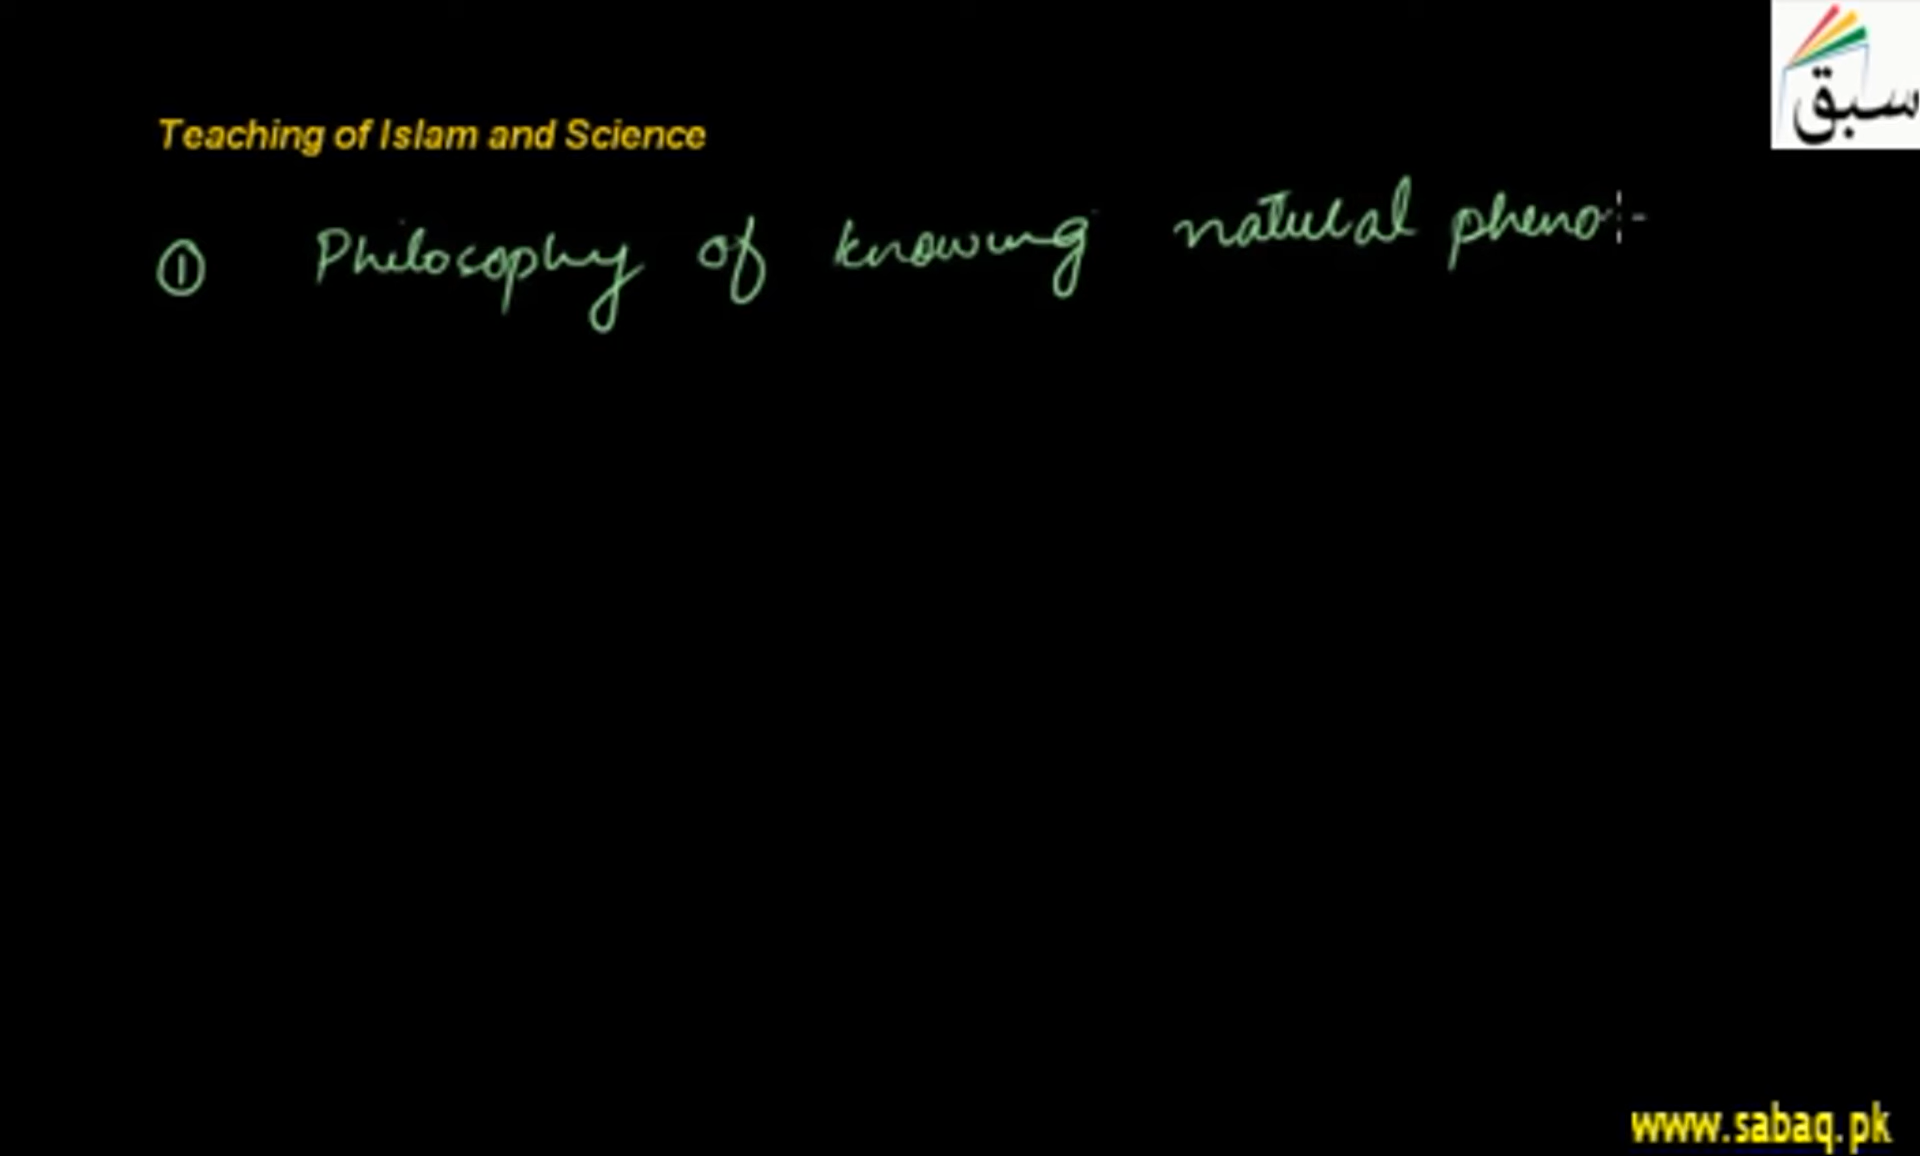 سبق
Teaching of Islam and Science
① Philosophy of knowing natural pheno
www.sabaq.pk